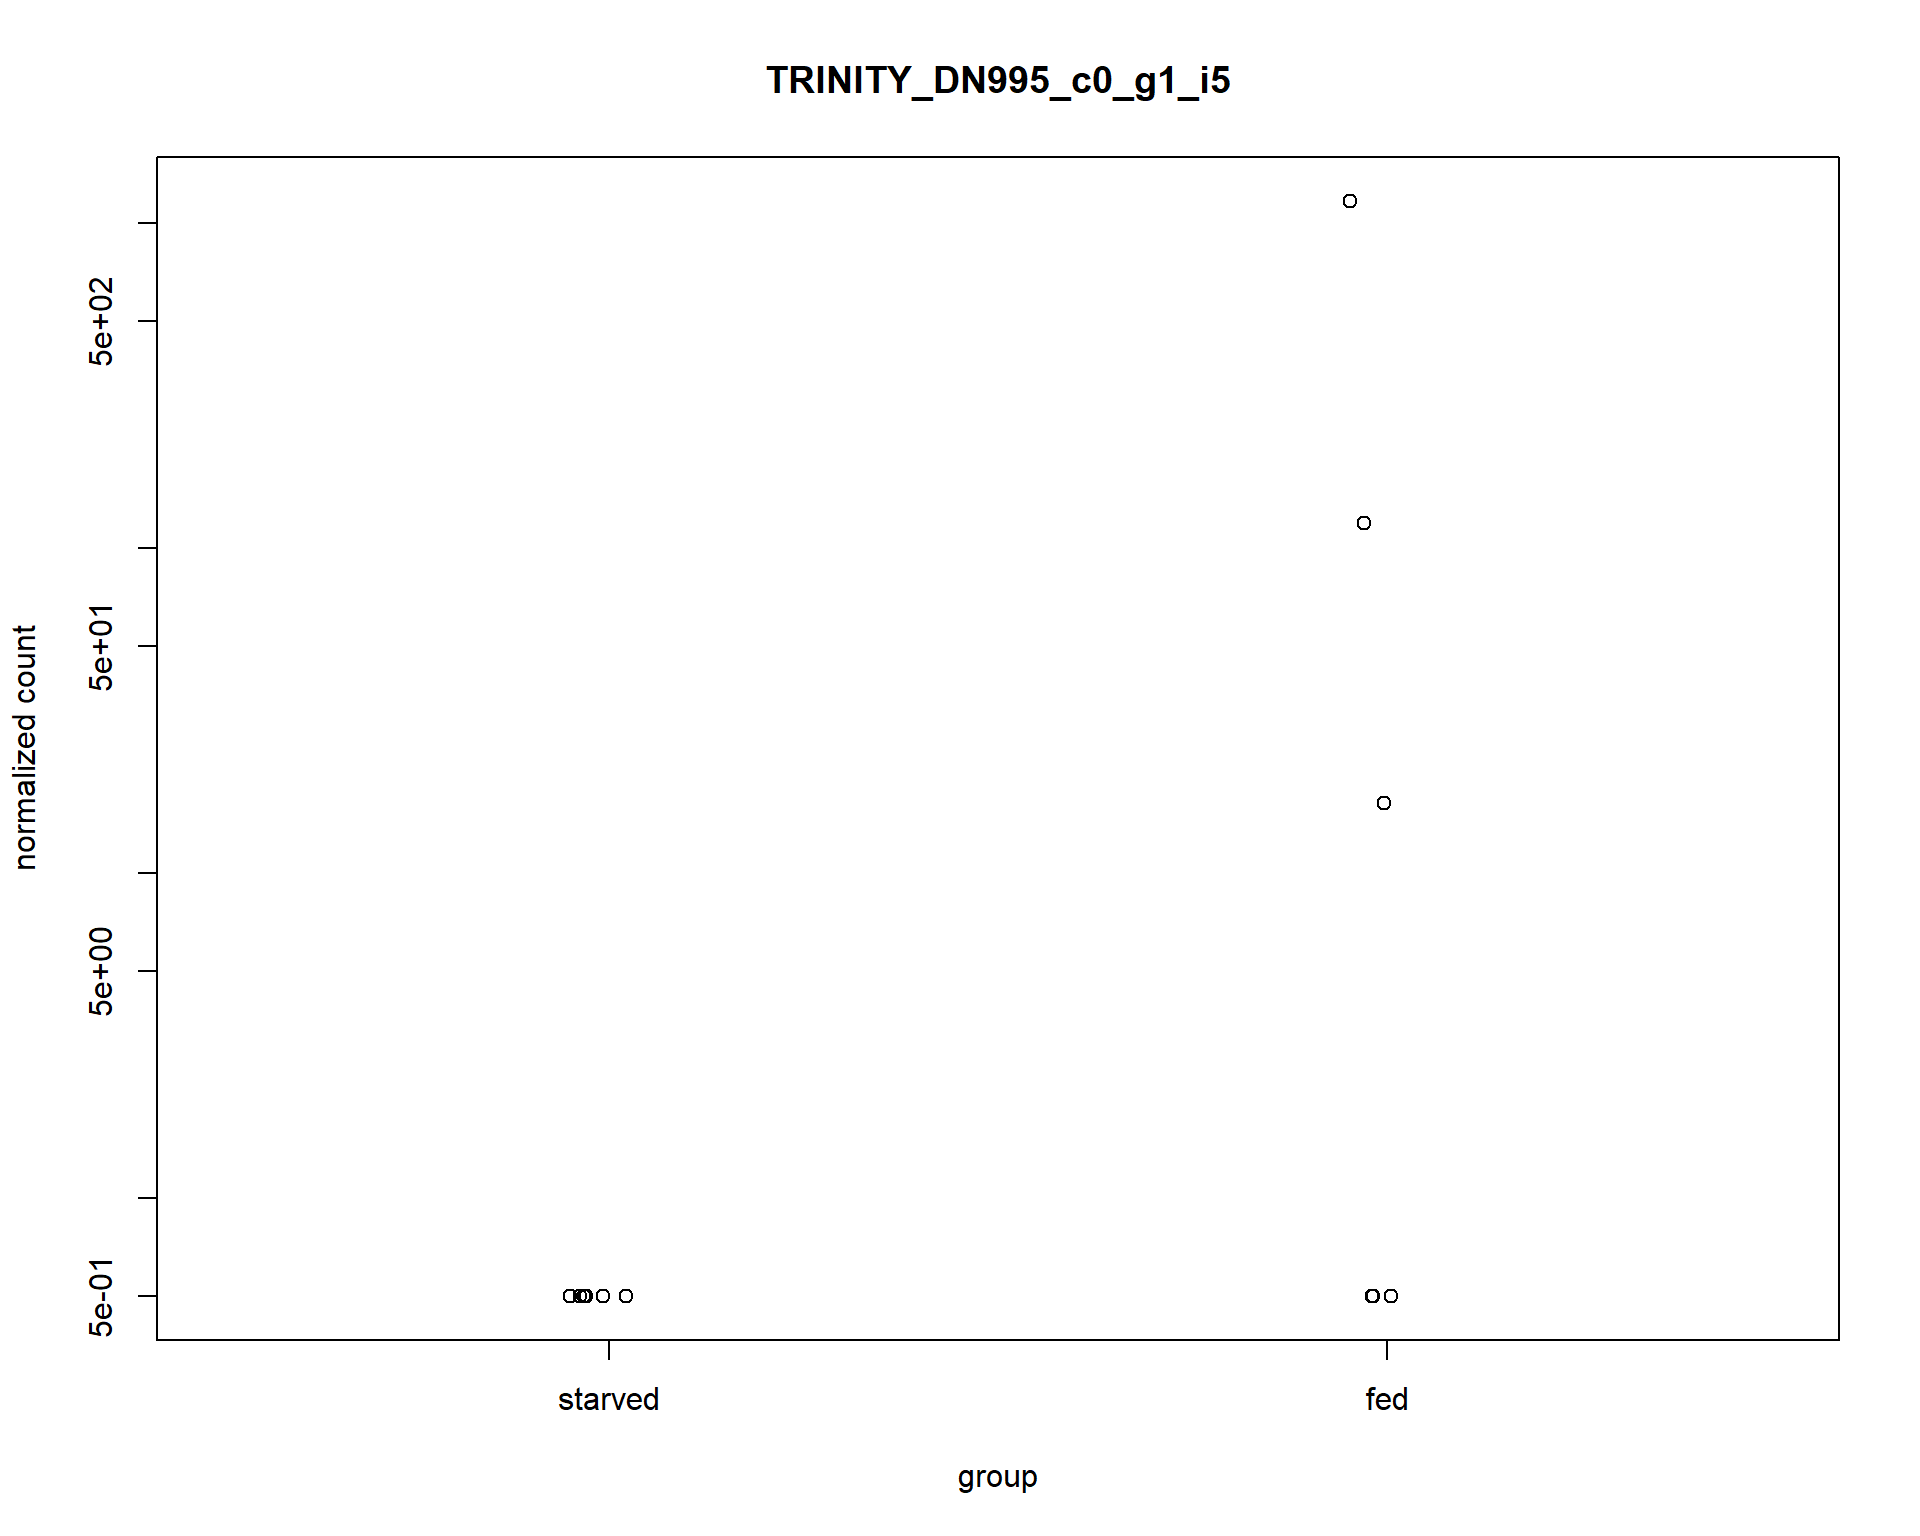 TRINITY_DN995_c0_g1_i5
normalized count
5e+02
5e+01
5e+00
5e-01
starved
fed
group